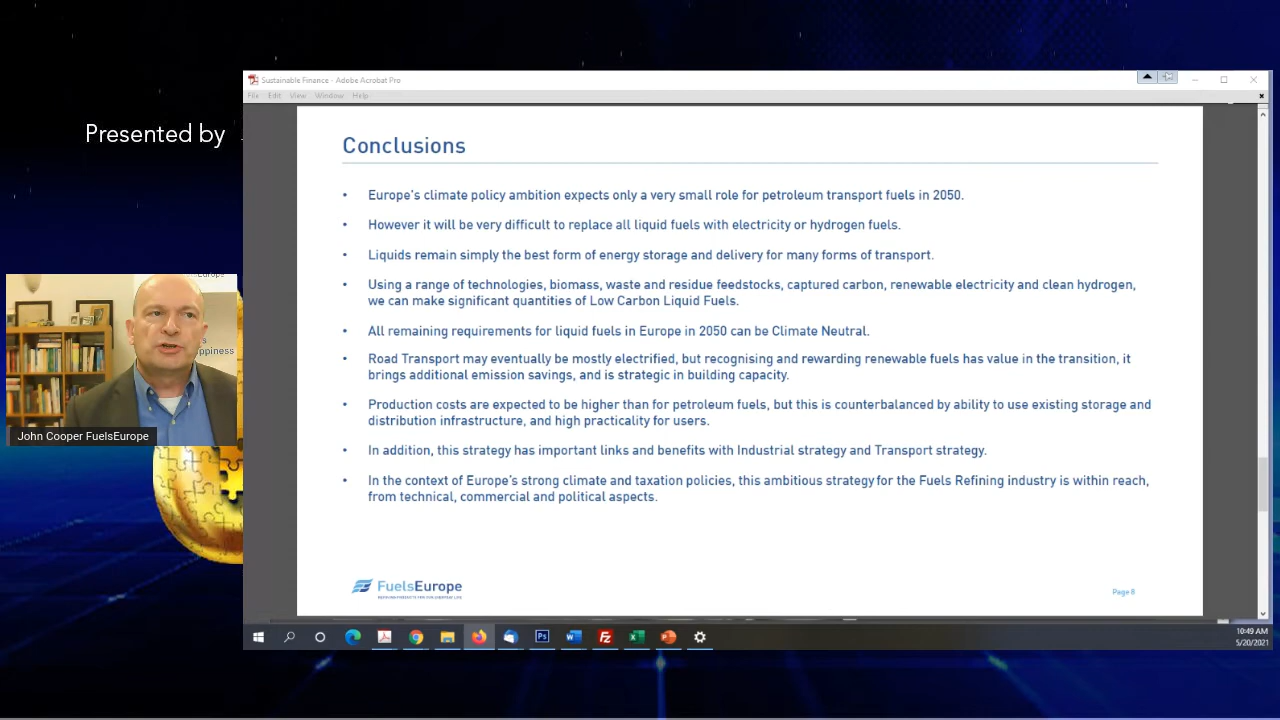 Presented by
Sustainable Finance - Adobe Acrobat Pro
File Edit View Window Help
Conclusions
• Europe's climate policy ambition expects only a very small role for petroleum transport fuels in 2050.
• However it will be very difficult to replace all liquid fuels with electricity or hydrogen fuels.
• Liquids remain simply the best form of energy storage and delivery for many forms of transport.
• Using a range of technologies, biomass, waste and residue feedstocks, captured carbon, renewable electricity and clean hydrogen,
we can make significant quantities of Low Carbon Liquid Fuels.
• All remaining requirements for liquid fuels in Europe in 2050 can be Climate Neutral.
• Road Transport may eventually be mostly electrified, but recognising and rewarding renewable fuels has value in the transition, it
brings additional emission savings, and is strategic in building capacity.
• Production costs are expected to be higher than for petroleum fuels, but this is counterbalanced by ability to use existing storage and
distribution infrastructure, and high practicality for users.
• In addition, this strategy has important links and benefits with Industrial strategy and Transport strategy.
• In the context of Europe's strong climate and taxation policies, this ambitious strategy for the Fuels Refining industry is within reach,
from technical, commercial and political aspects.
FuelsEurope
Page 8
John Cooper FuelsEurope
10:49 AM
5/20/2021